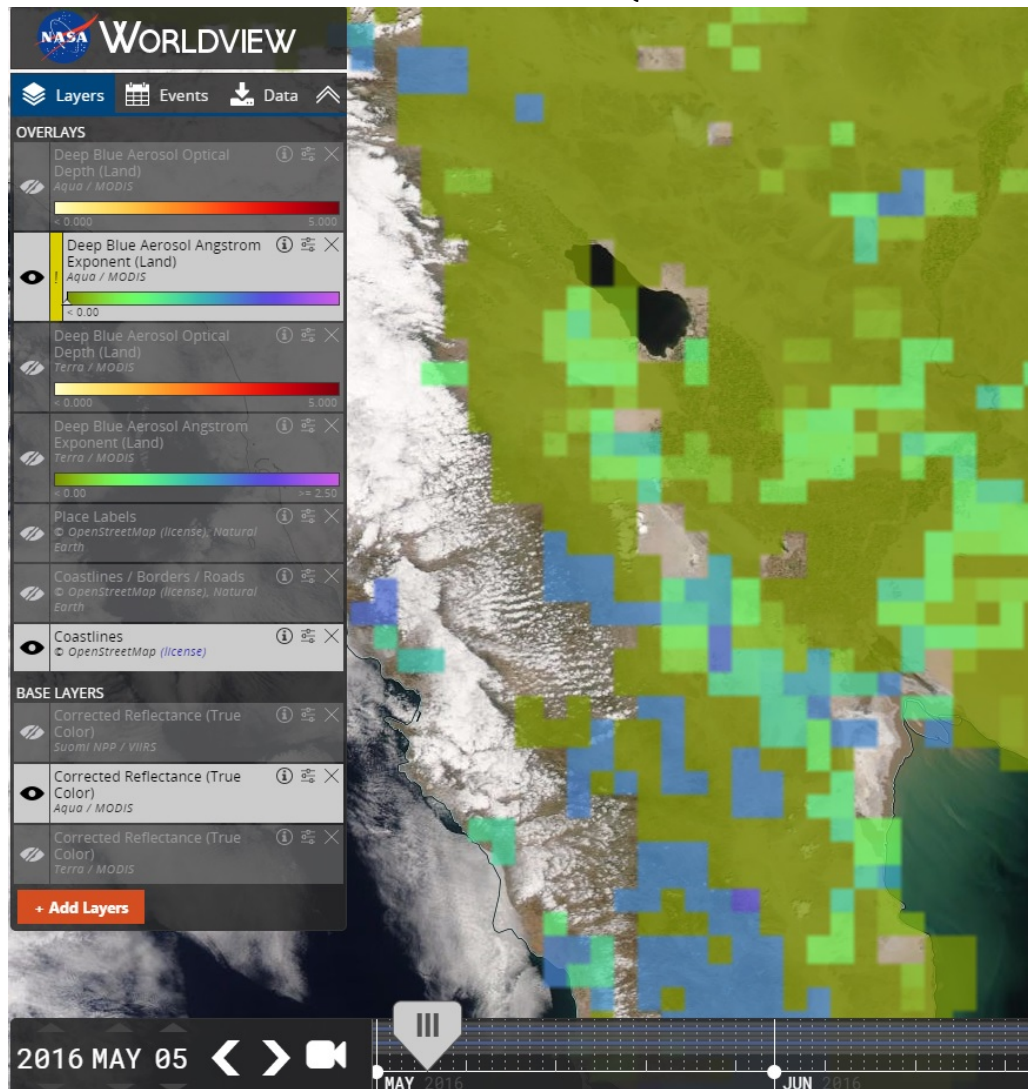 NASA WORLDVIEW
Layers Events Data
OVERLAYS
Deep Blue Aerosol Optical
Depth (Land)
Aqua / MODIS
< 0.000 5.000
Deep Blue Aerosol Angstrom
Exponent (Land)
Aqua / MODIS
< 0.00
Deep Blue Aerosol Optical
Depth (Land)
Terra / MODIS
< 0.000 5.000
Deep Blue Aerosol Angstrom
Exponent (Land)
Terra / MODIS
< 0.00 >= 2.50
Place Labels
© OpenStreetMap (license), Natural
Earth
Coastlines / Borders / Roads
© OpenStreetMap (license), Natural
Earth
Coastlines
© OpenStreetMap (license)
BASE LAYERS
Corrected Reflectance (True
Color)
Suomi NPP / VIIRS
Corrected Reflectance (True
Color)
Aqua / MODIS
Corrected Reflectance (True
Color)
Terra / MODIS
+ Add Layers
2016 MAY 05
MAY 2016 JUN 2016